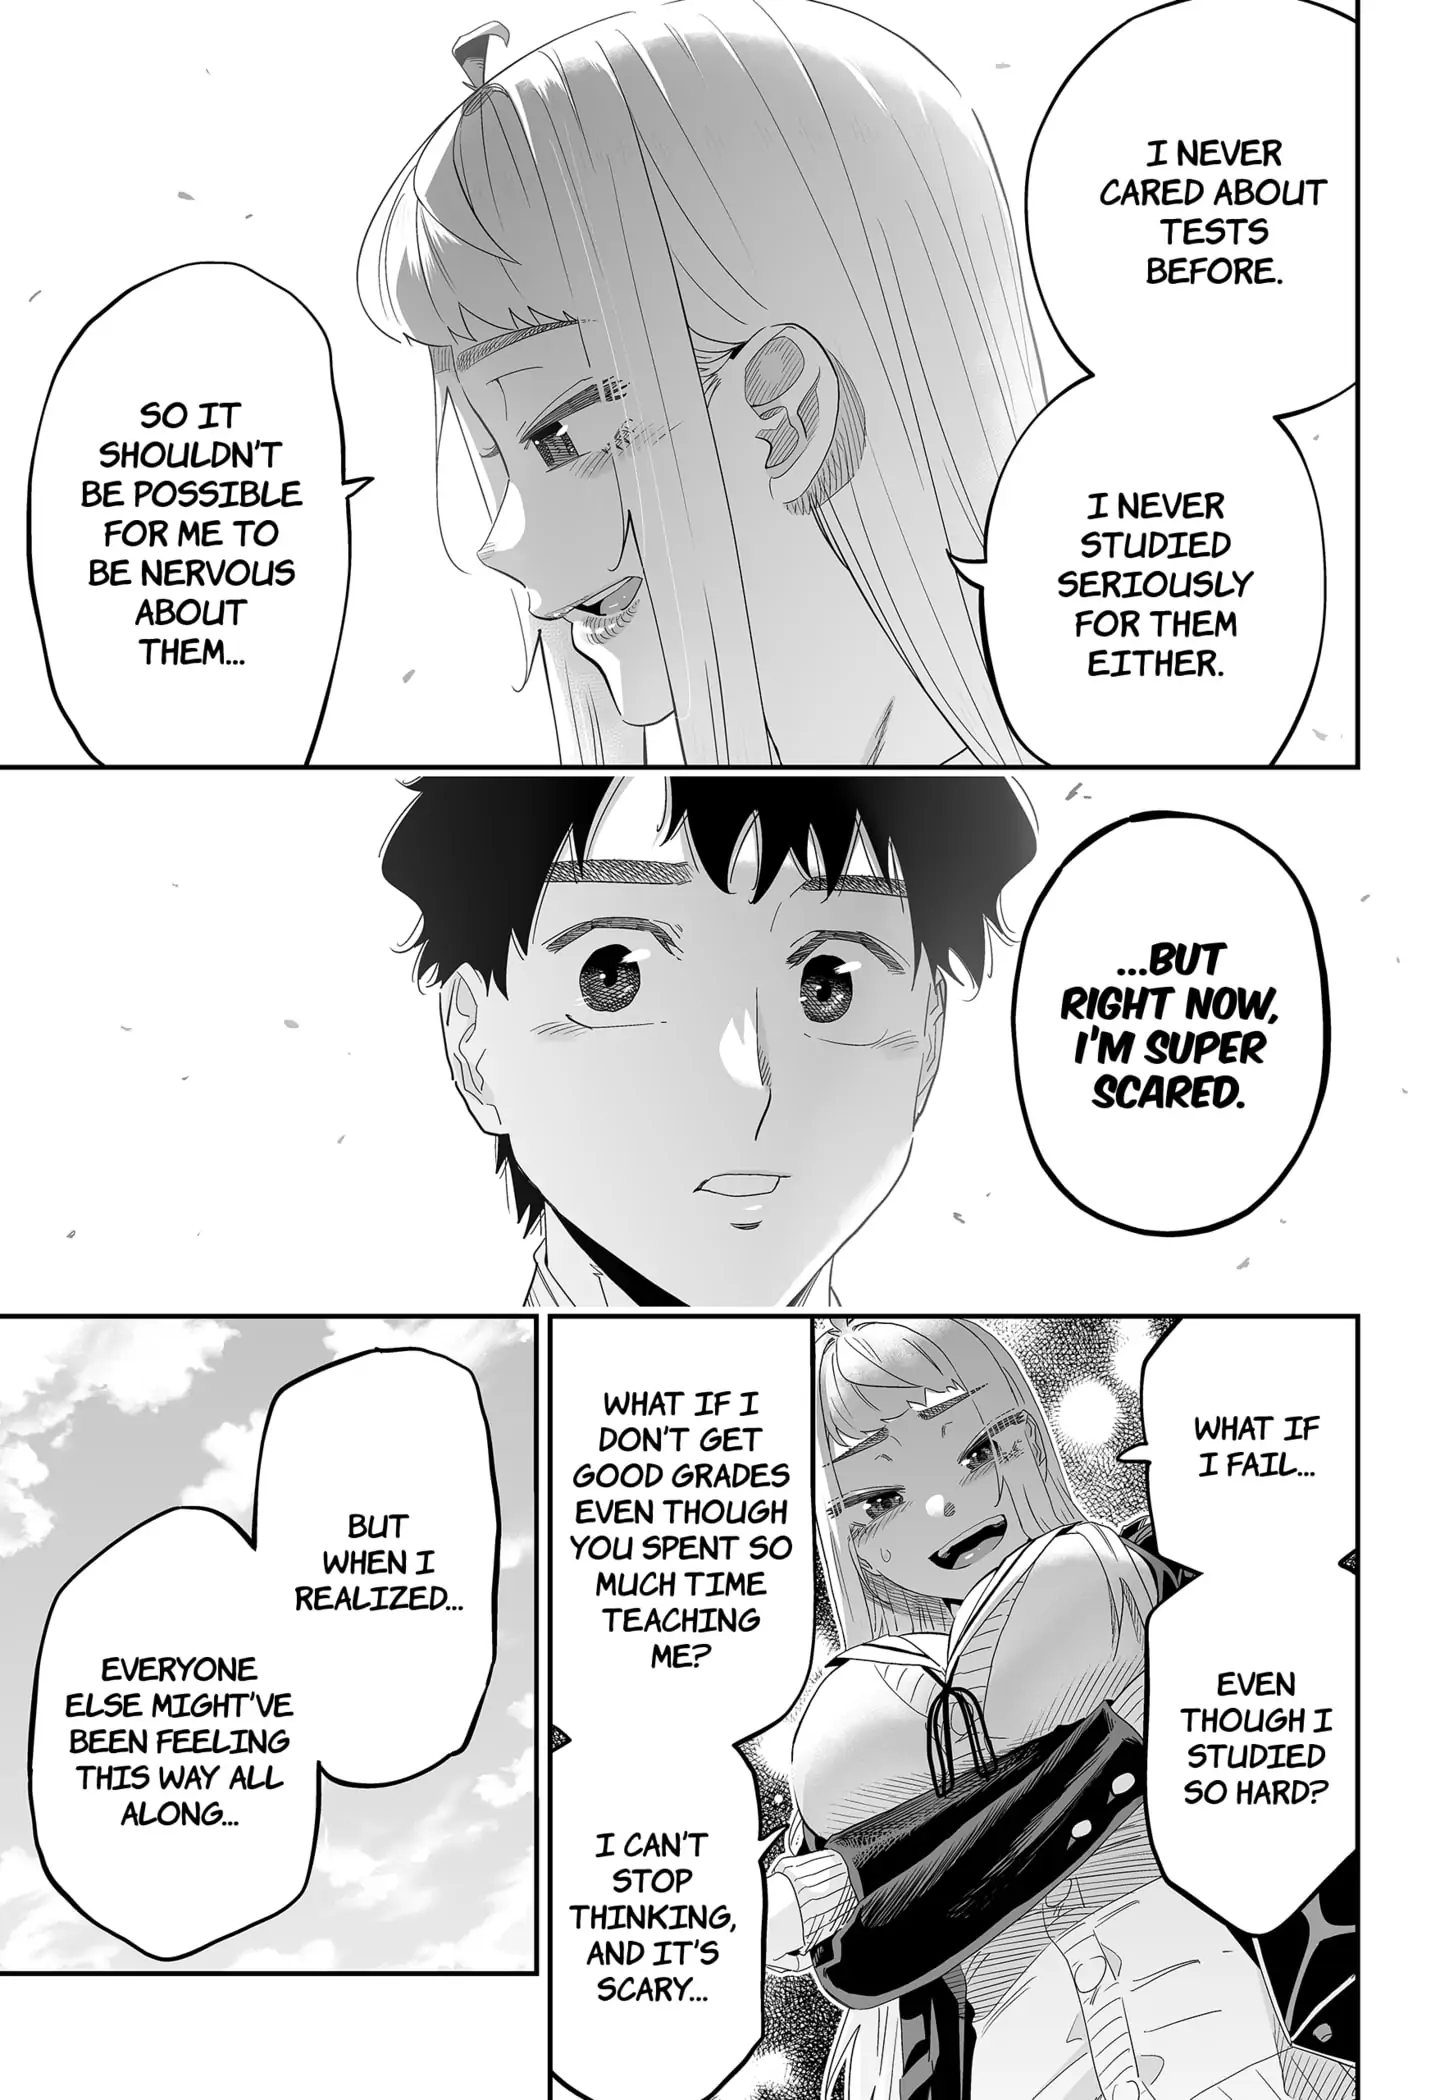 I NEVER
CARED ABOUT
TESTS
BEFORE.
I NEVER
STUDIED
SERIOUSLY
FOR THEM
EITHER.
SO IT
SHOULDN'T
BE POSSIBLE
FOR ME TO
BE NERVOUS
ABOUT
THEM...
...BUT
RIGHT NOW,
I'M SUPER
SCARED.
WHAT IF
I FAIL...
EVEN
THOUGH I
STUDIED
SO HARD?
WHAT IF I
DON'T GET
GOOD GRADES
EVEN THOUGH
YOU SPENT SO
MUCH TIME
TEACHING
ME?
I CAN'T
STOP
THINKING,
AND IT'S
SCARY...
BUT
WHEN I
REALIZED...
EVERYONE
ELSE MIGHT'VE
BEEN FEELING
THIS WAY ALL
ALONG...